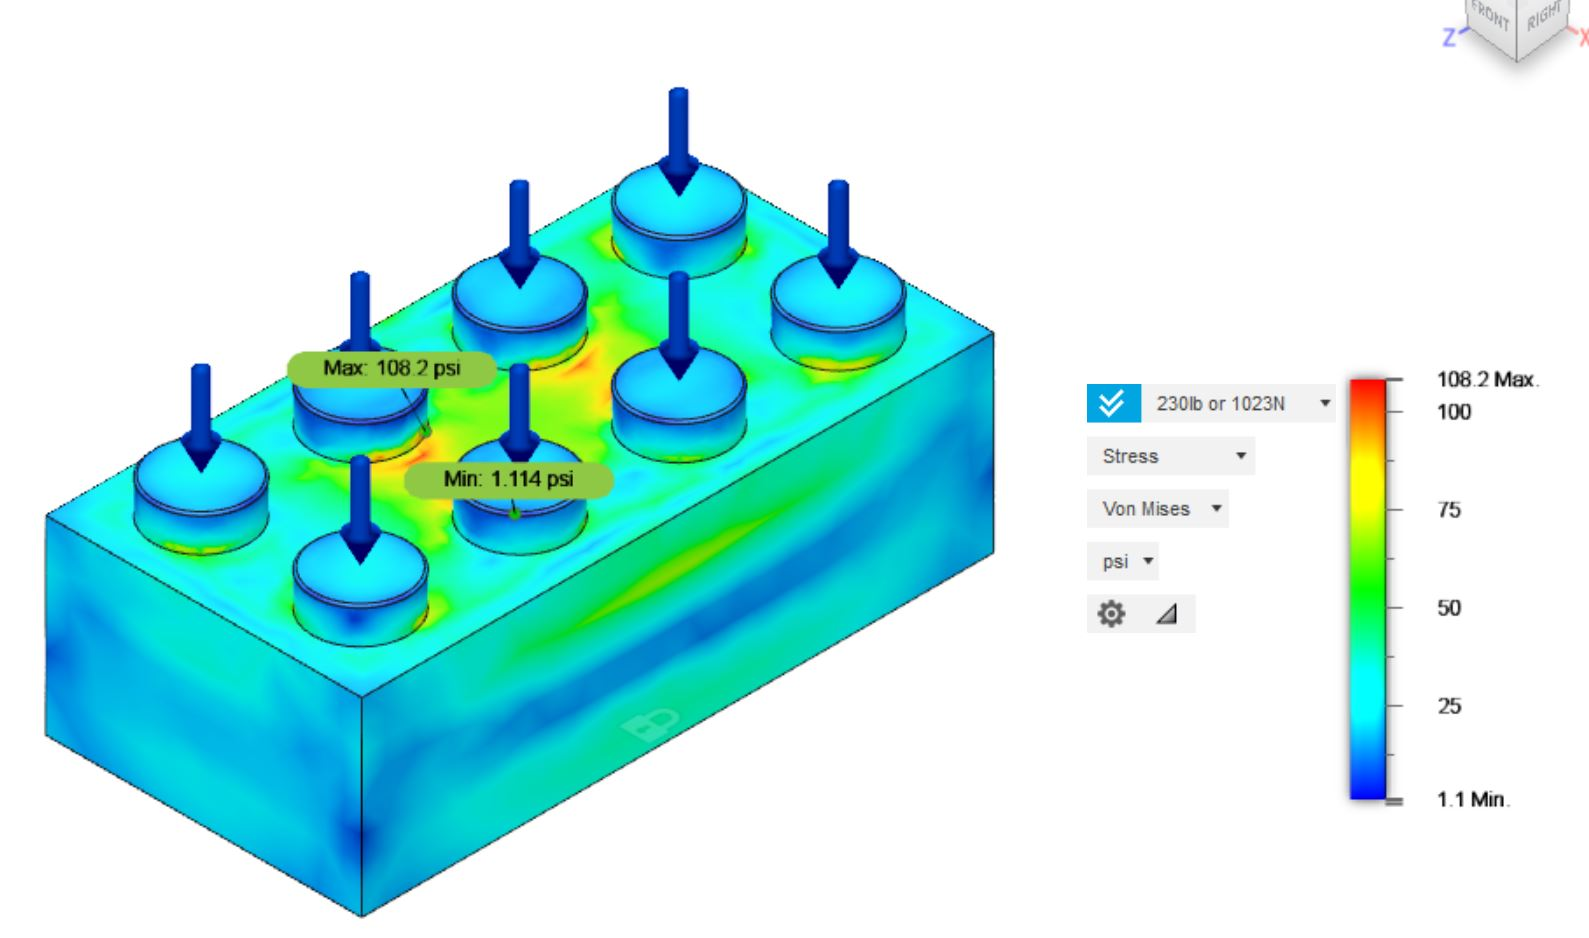 FRONT
RIGHT
Z
X
Max: 108.2 psi
Min: 1.114 psi
230lb or 1023N
Stress
Von Mises
psi
108.2 Max.
100
75
50
25
1.1 Min.